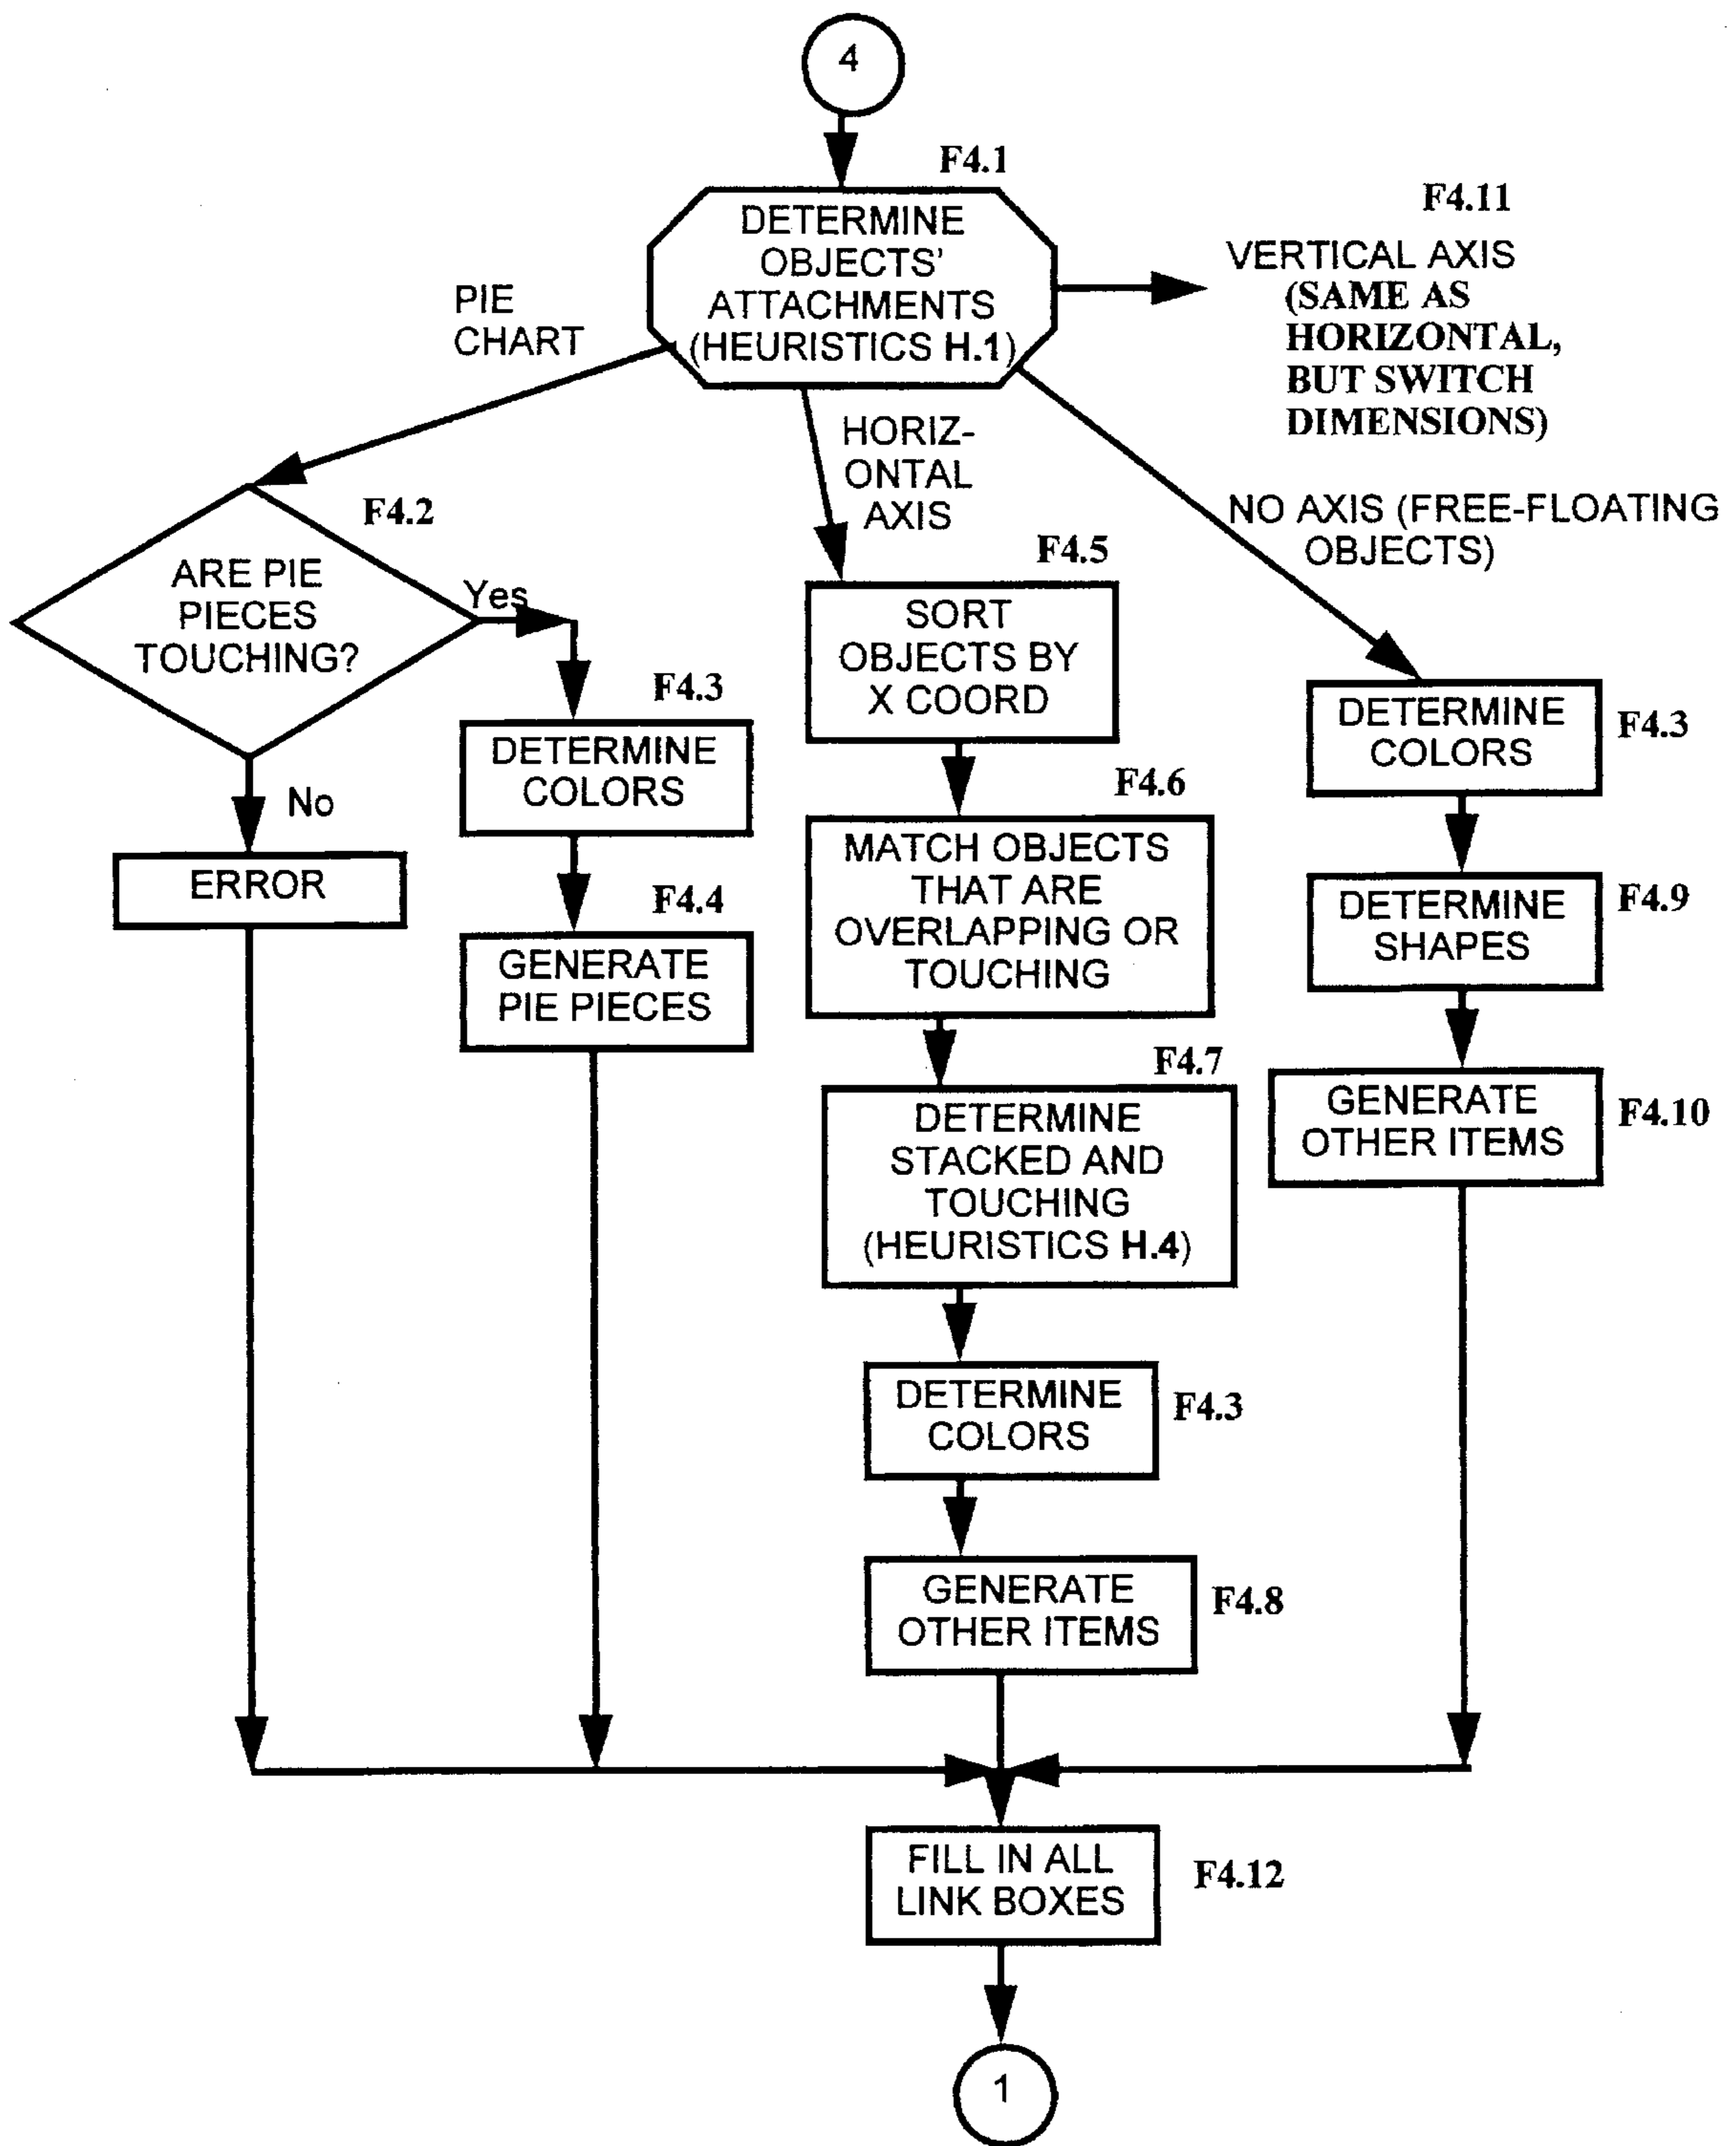 4
F4.1
DETERMINE
OBJECTS'
ATTACHMENTS
(HEURISTICS H.1)
F4.11
VERTICAL AXIS
(SAME AS
HORIZONTAL,
BUT SWITCH
DIMENSIONS)
PIE
CHART
HORIZ-
ONTAL
AXIS
NO AXIS (FREE-FLOATING
OBJECTS)
F4.2
ARE PIE
PIECES
TOUCHING?
Yes
No
ERROR
F4.3
DETERMINE
COLORS
F4.4
GENERATE
PIE PIECES
F4.5
SORT
OBJECTS BY
X COORD
F4.6
MATCH OBJECTS
THAT ARE
OVERLAPPING OR
TOUCHING
F4.7
DETERMINE
STACKED AND
TOUCHING
(HEURISTICS H.4)
DETERMINE
COLORS
F4.3
GENERATE
OTHER ITEMS
F4.8
DETERMINE
COLORS
F4.3
DETERMINE
SHAPES
F4.9
GENERATE
OTHER ITEMS
F4.10
FILL IN ALL
LINK BOXES
F4.12
1